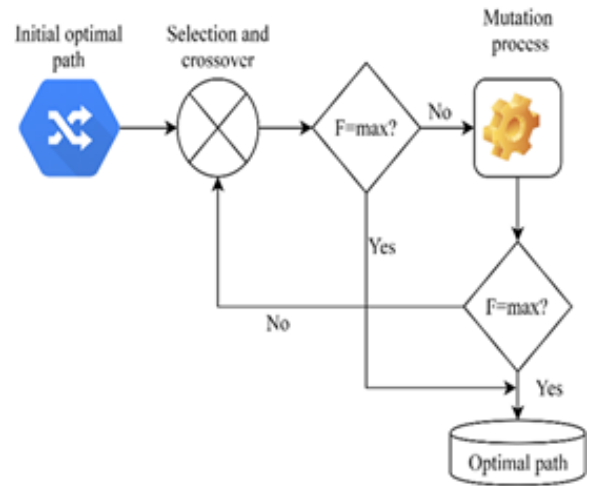 Initial optimal
path
Selection and
crossover
Mutation
process
F=max?
No
Yes
F=max?
No
Yes
Optimal path